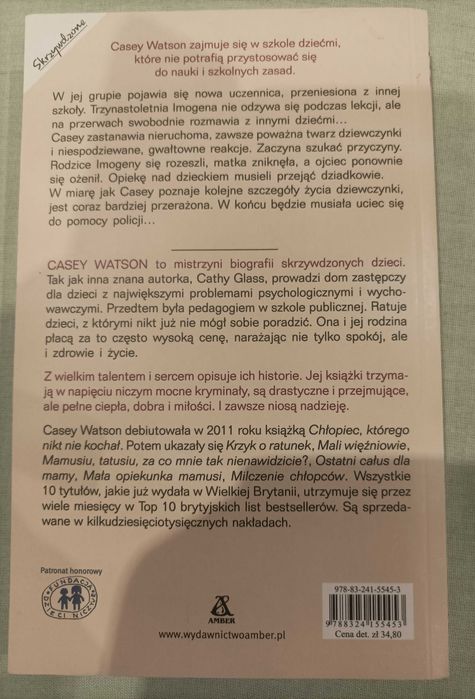 Skrzywdzone
Casey Watson zajmuje się w szkole dziećmi,
które nie potrafią przystosować się
do nauki i szkolnych zasad.
W jej grupie pojawia się nowa uczennica, przeniesiona z innej
szkoły. Trzynastoletnia Imogena nie odzywa się podczas lekcji, ale
na przerwach swobodnie rozmawia z innymi dziećmi...
Casey zastanawia nieruchoma, zawsze poważna twarz dziewczynki
i niespodziewane, gwałtowne reakcje. Zaczyna szukać przyczyny.
Rodzice Imogeny się rozeszli, matka zniknęła, a ojciec ponownie
się ożenił. Opiekę nad dzieckiem musieli przejąć dziadkowie.
W miarę jak Casey poznaje kolejne szczegóły życia dziewczynki,
jest coraz bardziej przerażona. W końcu będzie musiała uciec się
do pomocy policji...
CASEY WATSON to mistrzyni biografii skrzywdzonych dzieci.
Tak jak inna znana autorka, Cathy Glass, prowadzi dom zastępczy
dla dzieci z największymi problemami psychologicznymi i wycho-
wawczymi. Przedtem była pedagogiem w szkole publicznej. Ratuje
dzieci, z którymi nikt już nie mógł sobie poradzić. Ona i jej rodzina
płacą za to często wysoką cenę, narażając nie tylko spokój, ale
i zdrowie i życie.
Z wielkim talentem i sercem opisuje ich historie. Jej książki trzyma-
ją w napięciu niczym mocne kryminały, są drastyczne i przejmujące,
ale pełne ciepła, dobra i miłości. I zawsze niosą nadzieję.
Casey Watson debiutowała w 2011 roku książką Chłopiec, którego
nikt nie kochał. Potem ukazały się Krzyk o ratunek, Mali więźniowie,
Mamusiu, tatusiu, za co mnie tak nienawidzicie?, Ostatni całus dla
mamy, Mała opiekunka mamusi, Milczenie chłopców. Wszystkie
10 tytułów, jakie już wydała w Wielkiej Brytanii, utrzymuje się przez
wiele miesięcy w Top 10 brytyjskich list bestsellerów. Są sprzeda-
wane w kilkudziesięciotysięcznych nakładach.
Patronat honorowy
FUNDACJA
DZIECI NICZYJE
AMBER
www.wydawnictwoamber.pl
978-83-241-5545-3
9 788324 155453
Cena det. zł 34,80